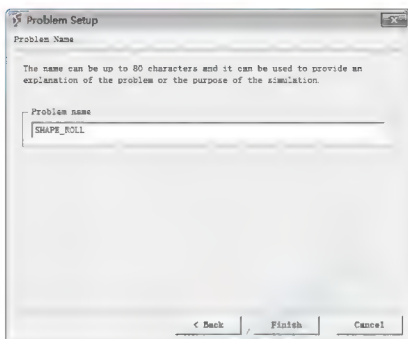 Problem Setup
Problem Name
The name can be up to 80 characters and it can be used to provide an
explanation of the problem or the purpose of the simulation.
Problem name
SHAPE_ROLL
< Back
Finish
Cancel